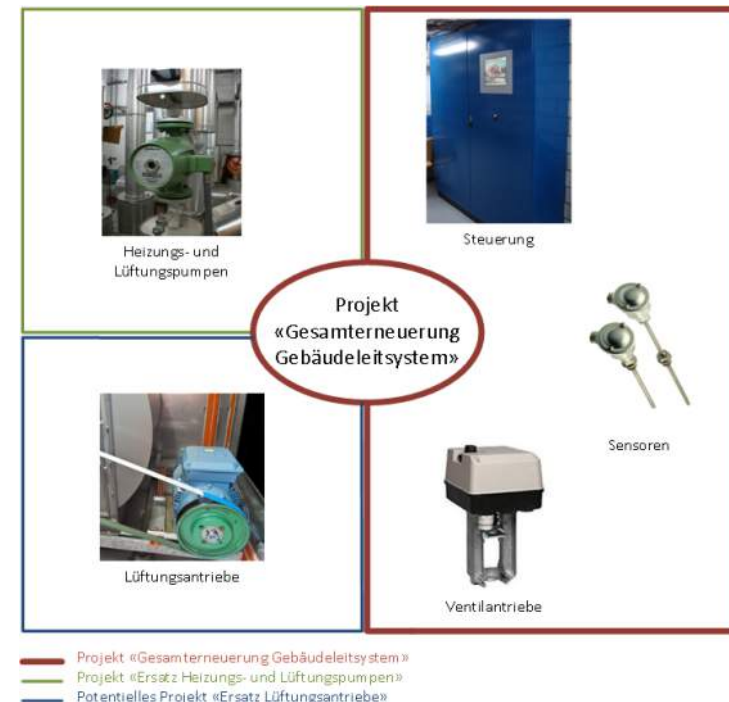 Heizungs- und
Lüftungspumpen
Steuerung
Projekt
«Gesamterneuerung
Gebäudeleitsystem»
Sensoren
Lüftungsantriebe
Ventilantriebe
Projekt «Gesamterneuerung Gebäudeleitsystem»
Projekt «Ersatz Heizungs- und Lüftungspumpen»
Potentielles Projekt «Ersatz Lüftungsantriebe»